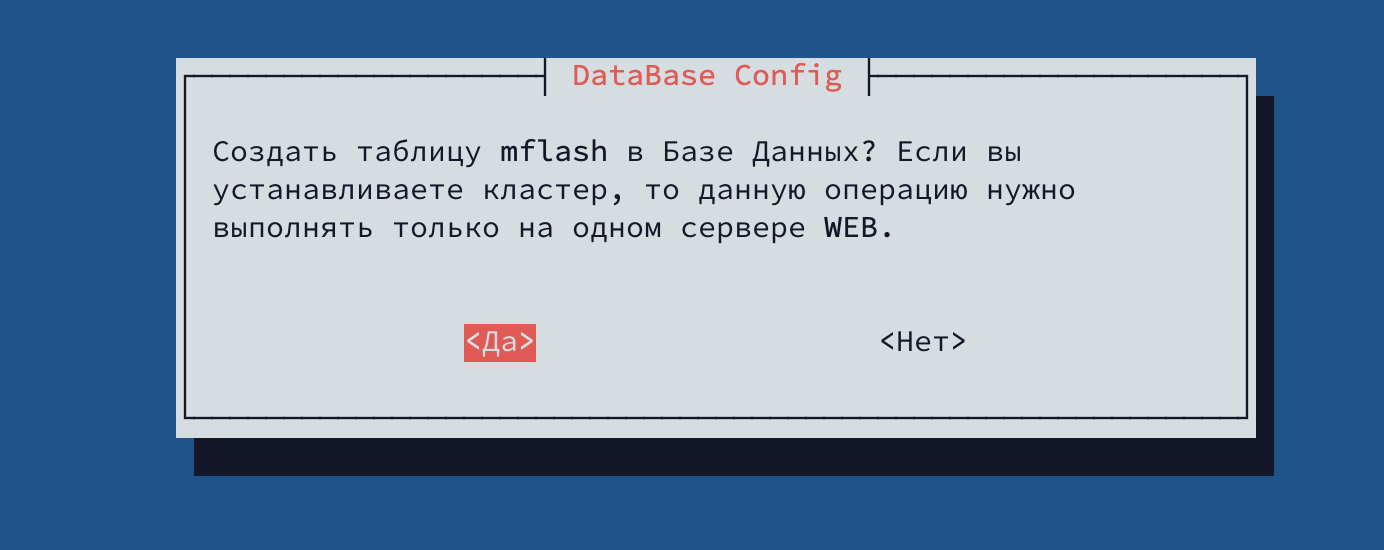 DataBase Config
Создать таблицу mflash в Базе Данных? Если вы
устанавливаете кластер, то данную операцию нужно
выполнять только на одном сервере WEB.
<Да> <Нет>